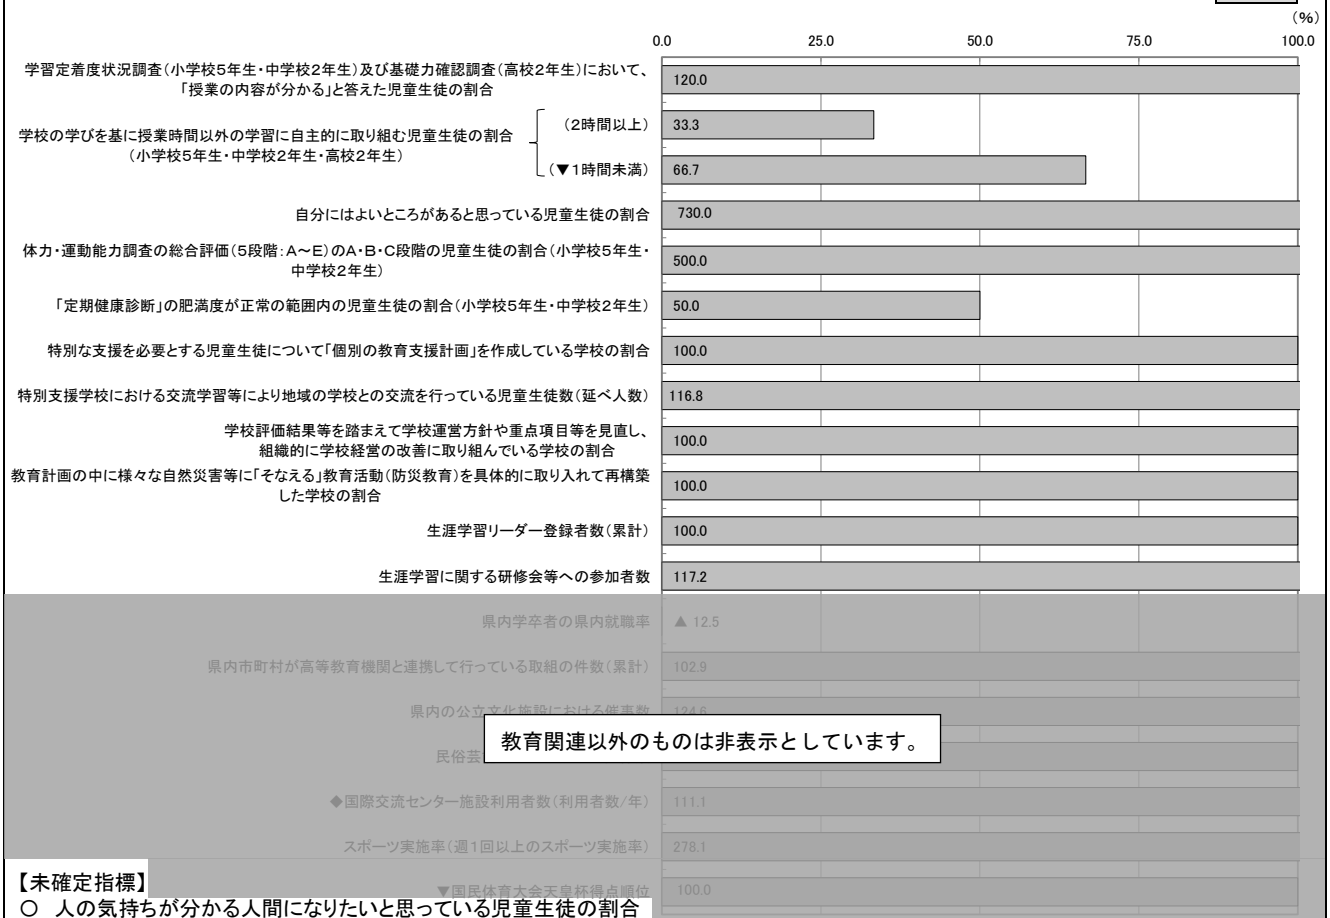 (%)
0.0 25.0 50.0 75.0 100.0
学習定着度状況調査(小学校5年生・中学校2年生)及び基礎力確認調査(高校2年生)において、
「授業の内容が分かる」と答えた児童生徒の割合
120.0
学校の学びを基に授業時間以外の学習に自主的に取り組む児童生徒の割合
(小学校5年生・中学校2年生・高校2年生)
(2時間以上) 33.3
(▼1時間未満) 66.7
自分にはよいところがあると思っている児童生徒の割合 730.0
体力・運動能力調査の総合評価(5段階:A~E)のA・B・C段階の児童生徒の割合(小学校5年生・
中学校2年生)
500.0
「定期健康診断」の肥満度が正常の範囲内の児童生徒の割合(小学校5年生・中学校2年生) 50.0
特別な支援を必要とする児童生徒について「個別の教育支援計画」を作成している学校の割合 100.0
特別支援学校における交流学習等により地域の学校との交流を行っている児童生徒数(延べ人数) 116.8
学校評価結果等を踏まえて学校運営方針や重点項目等を見直し、
組織的に学校経営の改善に取り組んでいる学校の割合
100.0
教育計画の中に様々な自然災害等に「そなえる」教育活動(防災教育)を具体的に取り入れて再構築
した学校の割合
100.0
生涯学習リーダー登録者数(累計) 100.0
生涯学習に関する研修会等への参加者数 117.2
県内学卒者の県内就職率 ▲ 12.5
県内市町村が高等教育機関と連携して行っている取組の件数(累計) 102.9
県内の公立文化施設における催事数 124.6
教育関連以外のものは非表示としています。
民俗芸
◆国際交流センター施設利用者数(利用者数/年) 111.1
スポーツ実施率(週1回以上のスポーツ実施率) 278.1
▼国民体育大会天皇杯得点順位 100.0
【未確定指標】
○ 人の気持ちが分かる人間になりたいと思っている児童生徒の割合